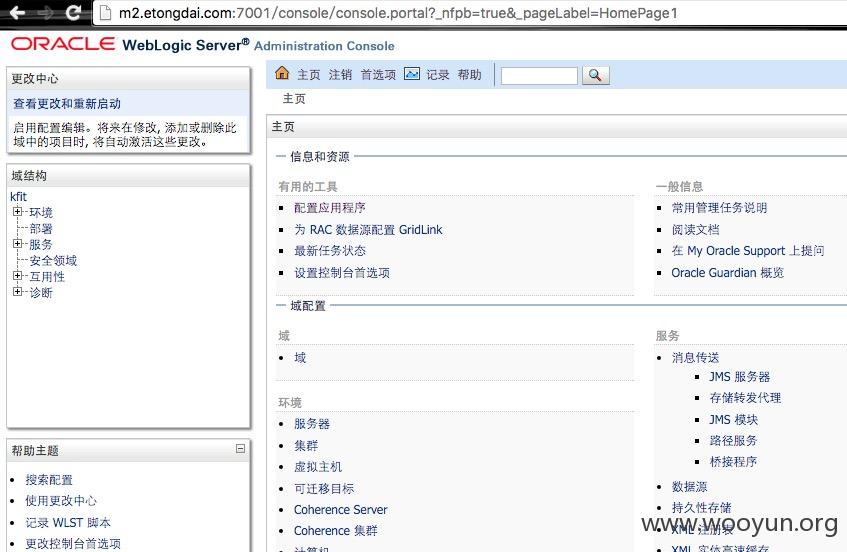 m2.etongdai.com:7001/console/console.portal?_nfpb=true&_pageLabel=HomePage1
ORACLE WebLogic Server® Administration Console
更改中心
查看更改和重新启动
启用配置编辑。将来在修改, 添加或删除此
域中的项目时, 将自动激活这些更改。
域结构
kfit
环境
部署
服务
安全领域
互用性
诊断
帮助主题
搜索配置
使用更改中心
记录 WLST 脚本
更改控制台首选项
主页 注销 首选项 记录 帮助
主页
主页
信息和资源
有用的工具
配置应用程序
为 RAC 数据源配置 GridLink
最新任务状态
设置控制台首选项
一般信息
常用管理任务说明
阅读文档
在 My Oracle Support 上提问
Oracle Guardian 概览
域配置
域
域
环境
服务器
集群
虚拟主机
可迁移目标
Coherence Server
Coherence 集群
计算机
服务
消息传送
JMS 服务器
存储转发代理
JMS 模块
路径服务
桥接程序
数据源
持久性存储
XML 注册表
XML 实体高速缓存
www.wooyun.org